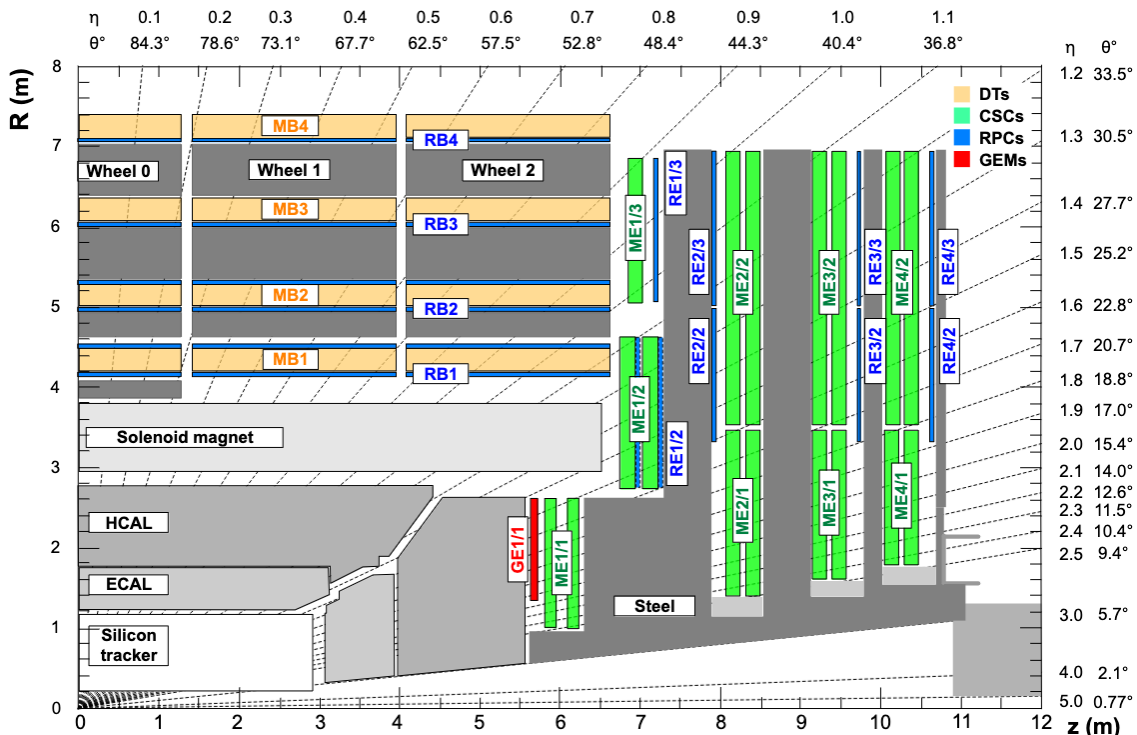 η 0.1 0.2 0.3 0.4 0.5 0.6 0.7 0.8 0.9 1.0 1.1
θ° 84.3° 78.6° 73.1° 67.7° 62.5° 57.5° 52.8° 48.4° 44.3° 40.4° 36.8° η θ°
R (m)
8
7
6
5
4
3
2
1
0
1.2 33.5°
1.3 30.5°
1.4 27.7°
1.5 25.2°
1.6 22.8°
1.7 20.7°
1.8 18.8°
1.9 17.0°
2.0 15.4°
2.1 14.0°
2.2 12.6°
2.3 11.5°
2.4 10.4°
2.5 9.4°
3.0 5.7°
4.0 2.1°
5.0 0.77°
DTs
CSCs
RPCs
GEMs
MB4
RB4
Wheel 0
Wheel 1
Wheel 2
MB3
RB3
MB2
RB2
MB1
RB1
Solenoid magnet
HCAL
ECAL
Silicon
tracker
Steel
GE1/1
ME1/1
ME1/2
ME1/3
RE1/3
RE1/2
RE2/3
RE2/2
ME2/2
ME2/1
ME3/2
ME3/1
RE3/3
RE3/2
ME4/2
ME4/1
RE4/3
RE4/2
0 1 2 3 4 5 6 7 8 9 10 11 12
z (m)